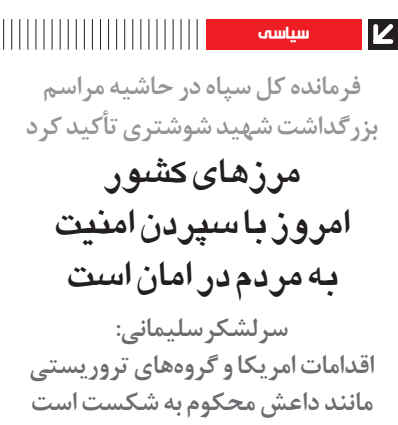 سیاسی
فرمانده کل سپاه در حاشیه مراسم
بزرگداشت شهید شوشتری تأکید کرد
مرزهای کشور
امروز با سپردن امنیت
به مردم در امان است
سرلشکر سلیمانی:
اقدامات امریکا و گروه‌های تروریستی
مانند داعش محکوم به شکست است